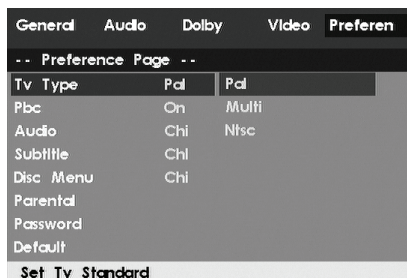 General Audio Dolby Video Preferen
-- Preference Page --
Tv Type Pal Pal
Pbc On Multi
Audio Chi Ntsc
Subtitle Chi
Disc Menu Chi
Parental
Password
Default
Set Tv Standard